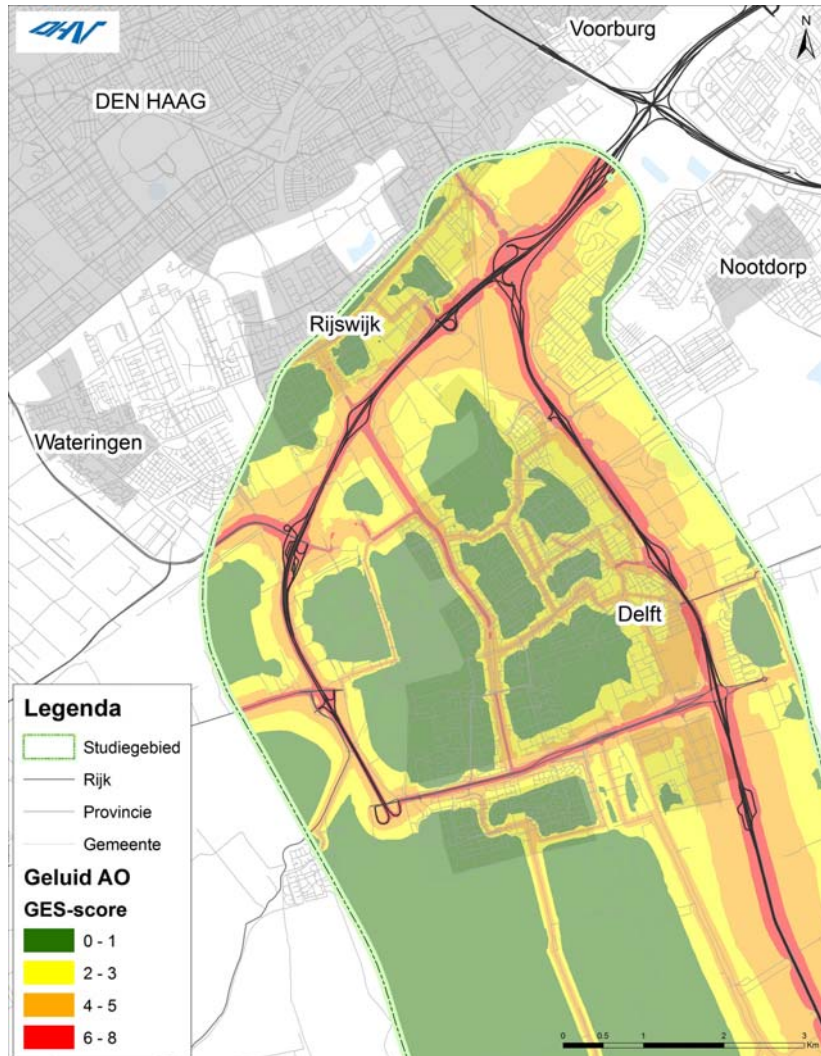 DHV
Voorburg
N
DEN HAAG
Nootdorp
Rijswijk
Wateringen
Delft
Legenda
Studiegebied
Rijk
Provincie
Gemeente
Geluid AO
GES-score
0 - 1
2 - 3
4 - 5
6 - 8
0 0.5 1 2 3
Km